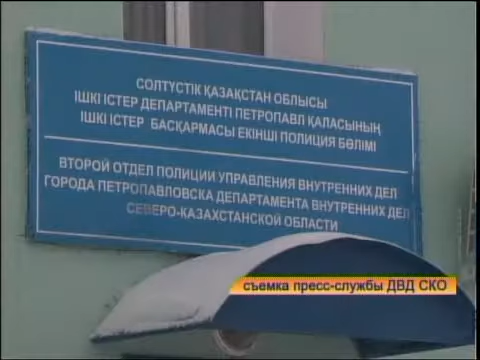 СОЛТҮСТІК ҚАЗАҚСТАН ОБЛЫСЫ
ІШКІ ІСТЕР ДЕПАРТАМЕНТІ ПЕТРОПАВЛ ҚАЛАСЫНЫҢ
ІШКІ ІСТЕР БАСҚАРМАСЫ ЕКІНШІ ПОЛИЦИЯ БӨЛІМІ
ВТОРОЙ ОТДЕЛ ПОЛИЦИИ УПРАВЛЕНИЯ ВНУТРЕННИХ ДЕЛ
ГОРОДА ПЕТРОПАВЛОВСКА ДЕПАРТАМЕНТА ВНУТРЕННИХ ДЕЛ
СЕВЕРО-КАЗАХСТАНСКОЙ ОБЛАСТИ
съемка пресс-службы ДВД СКО